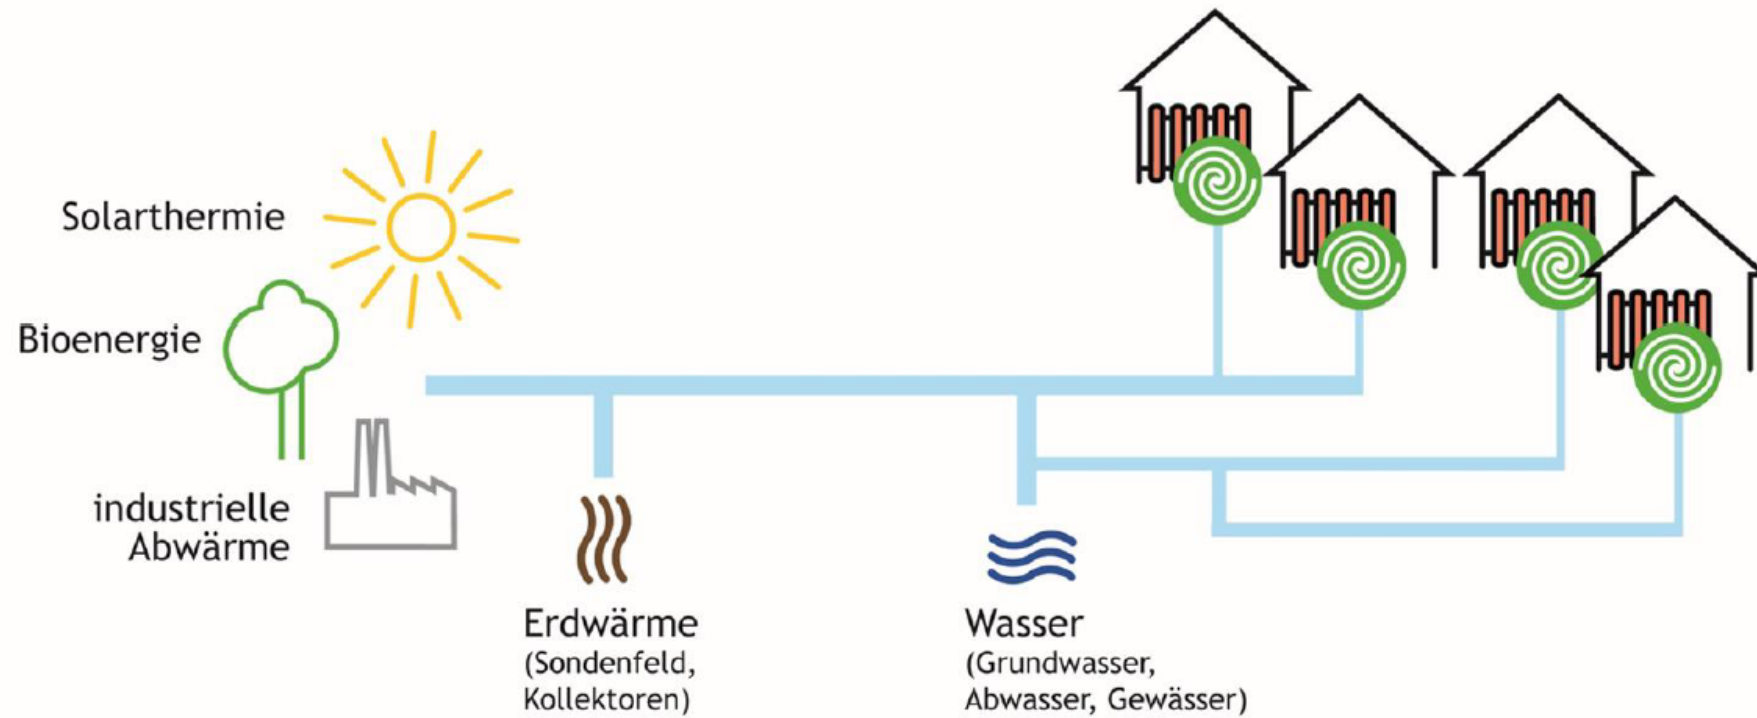 Solarthermie
Bioenergie
industrielle
Abwärme
Erdwärme
(Sondenfeld,
Kollektoren)
Wasser
(Grundwasser,
Abwasser, Gewässer)